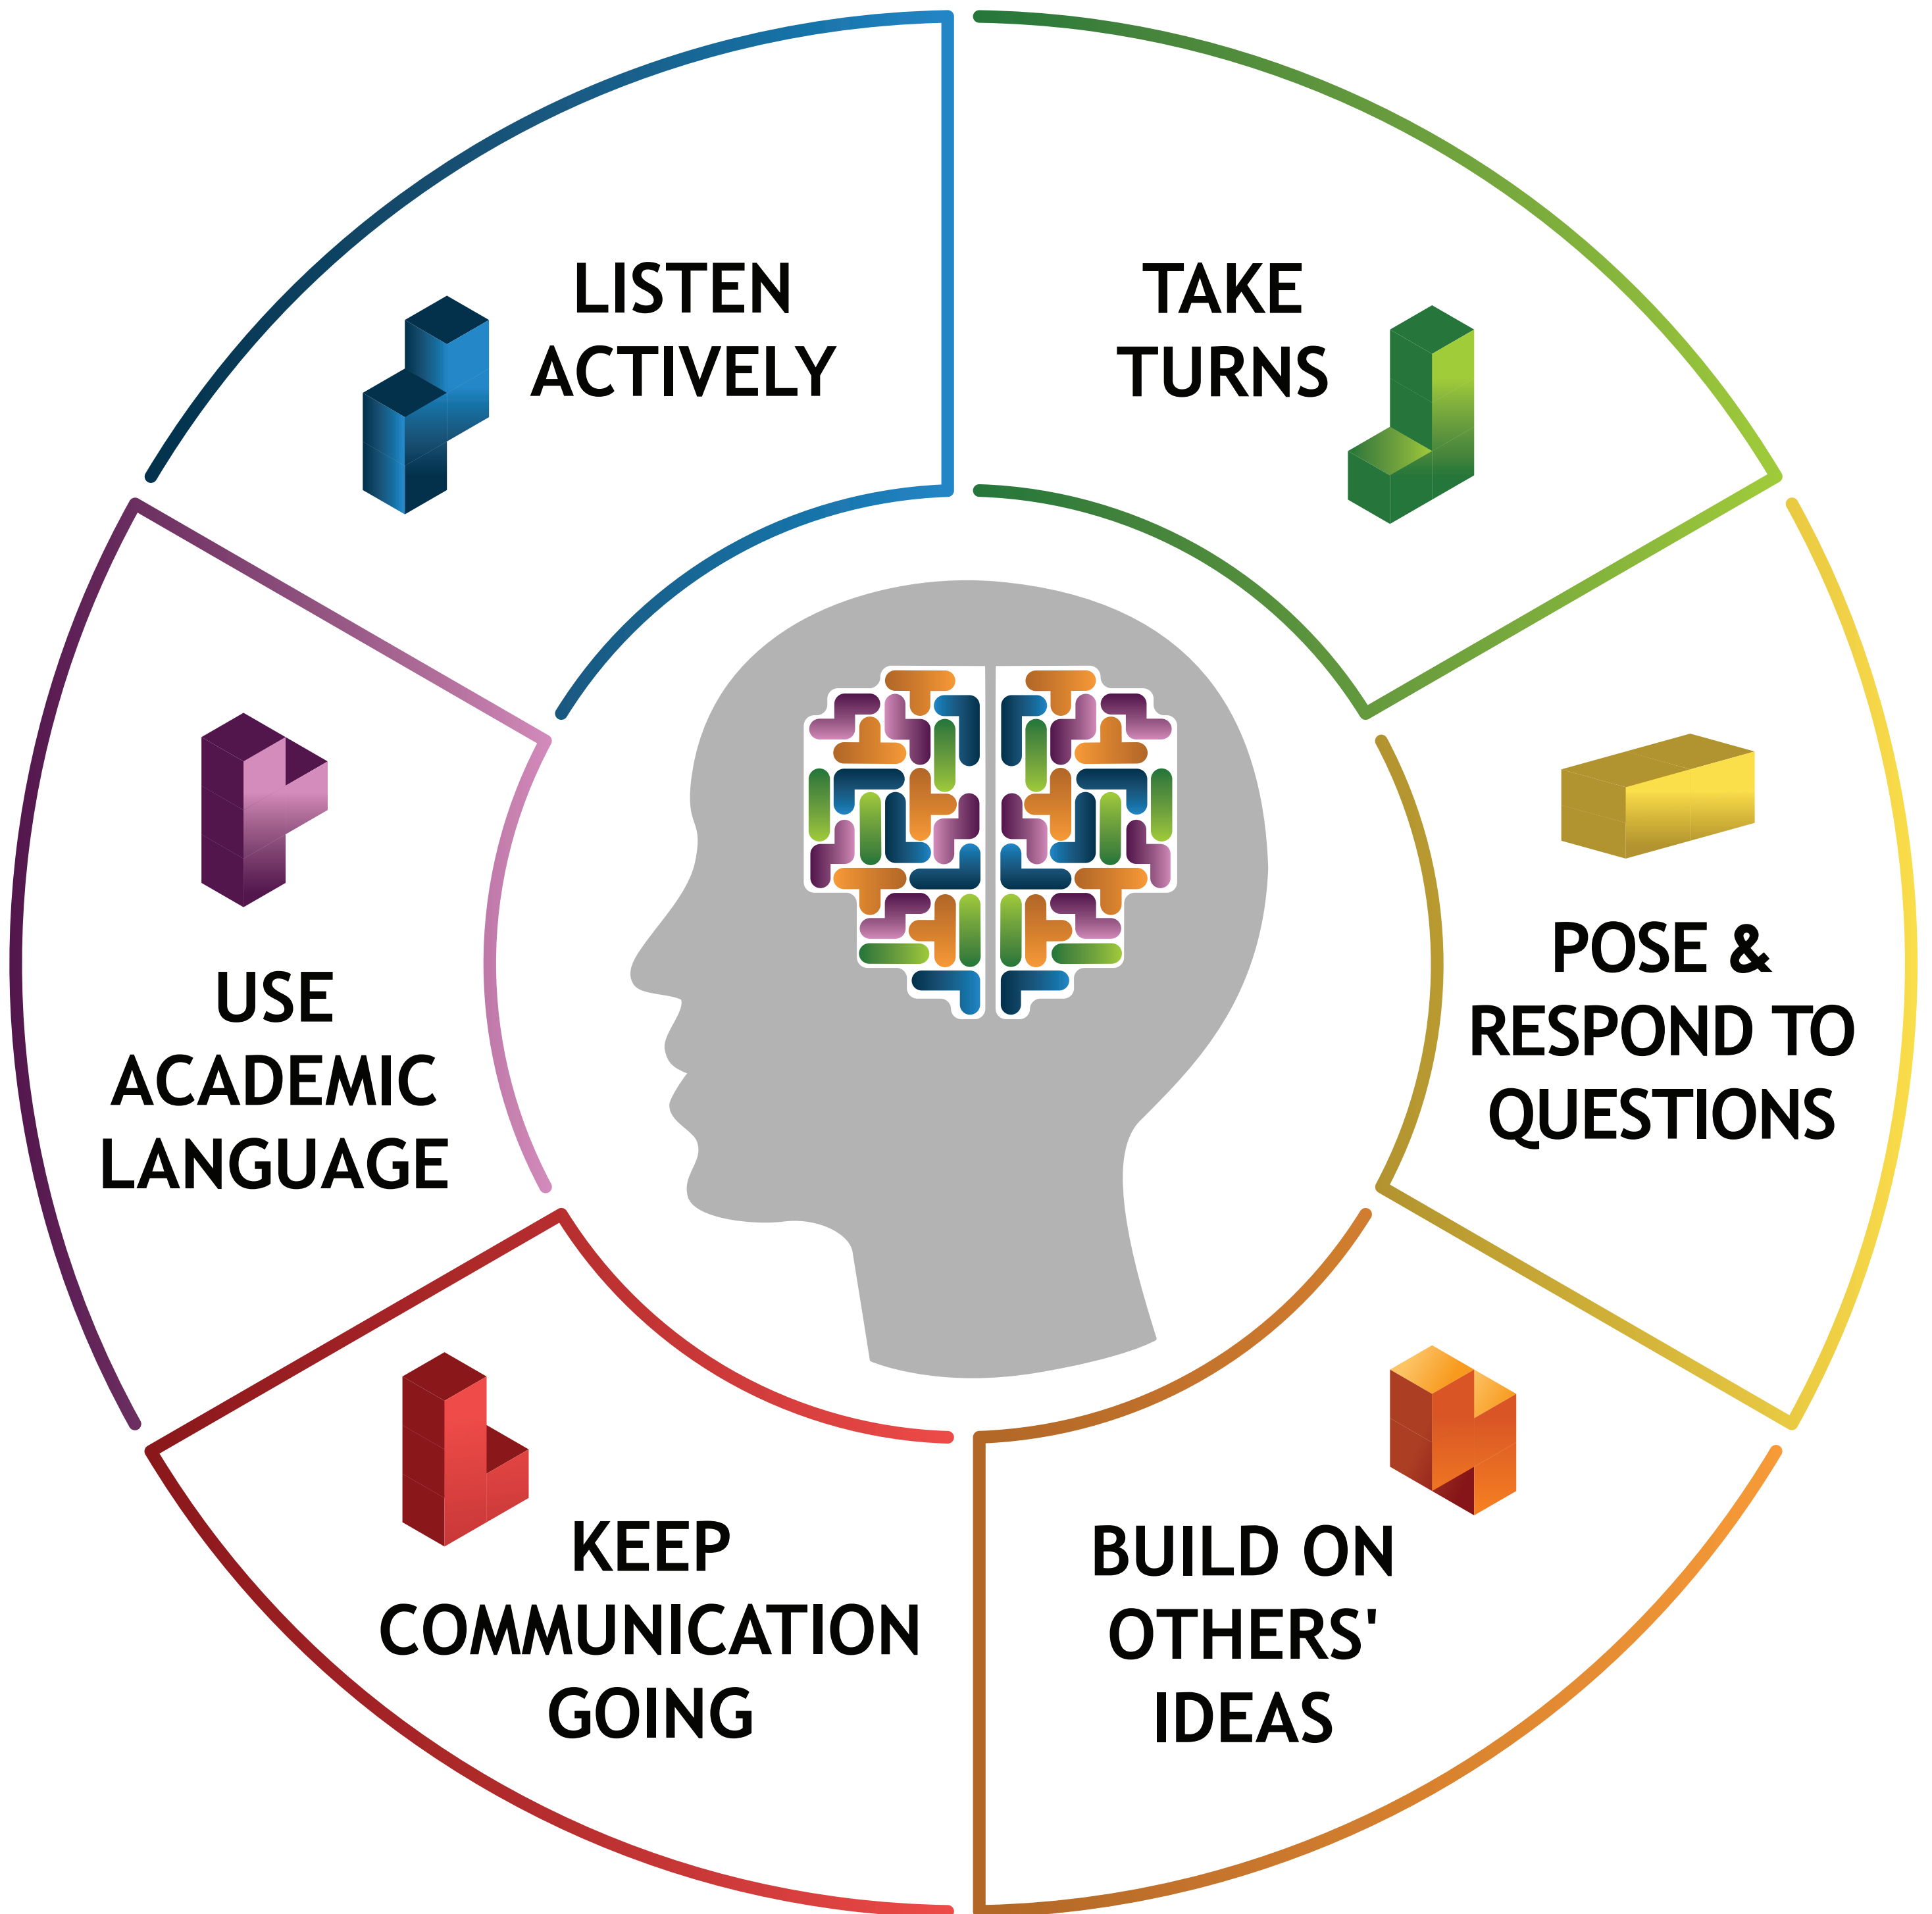 LISTEN
ACTIVELY
TAKE
TURNS
POSE &
RESPOND TO
QUESTIONS
BUILD ON
OTHERS'
IDEAS
KEEP
COMMUNICATION
GOING
USE
ACADEMIC
LANGUAGE